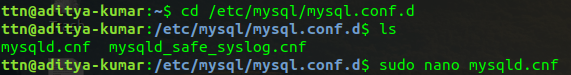 ttn@aditya-kumar:~$ cd /etc/mysql/mysql.conf.d
ttn@aditya-kumar:/etc/mysql/mysql.conf.d$ ls
mysqld.cnf  mysqld_safe_syslog.cnf
ttn@aditya-kumar:/etc/mysql/mysql.conf.d$ sudo nano mysqld.cnf